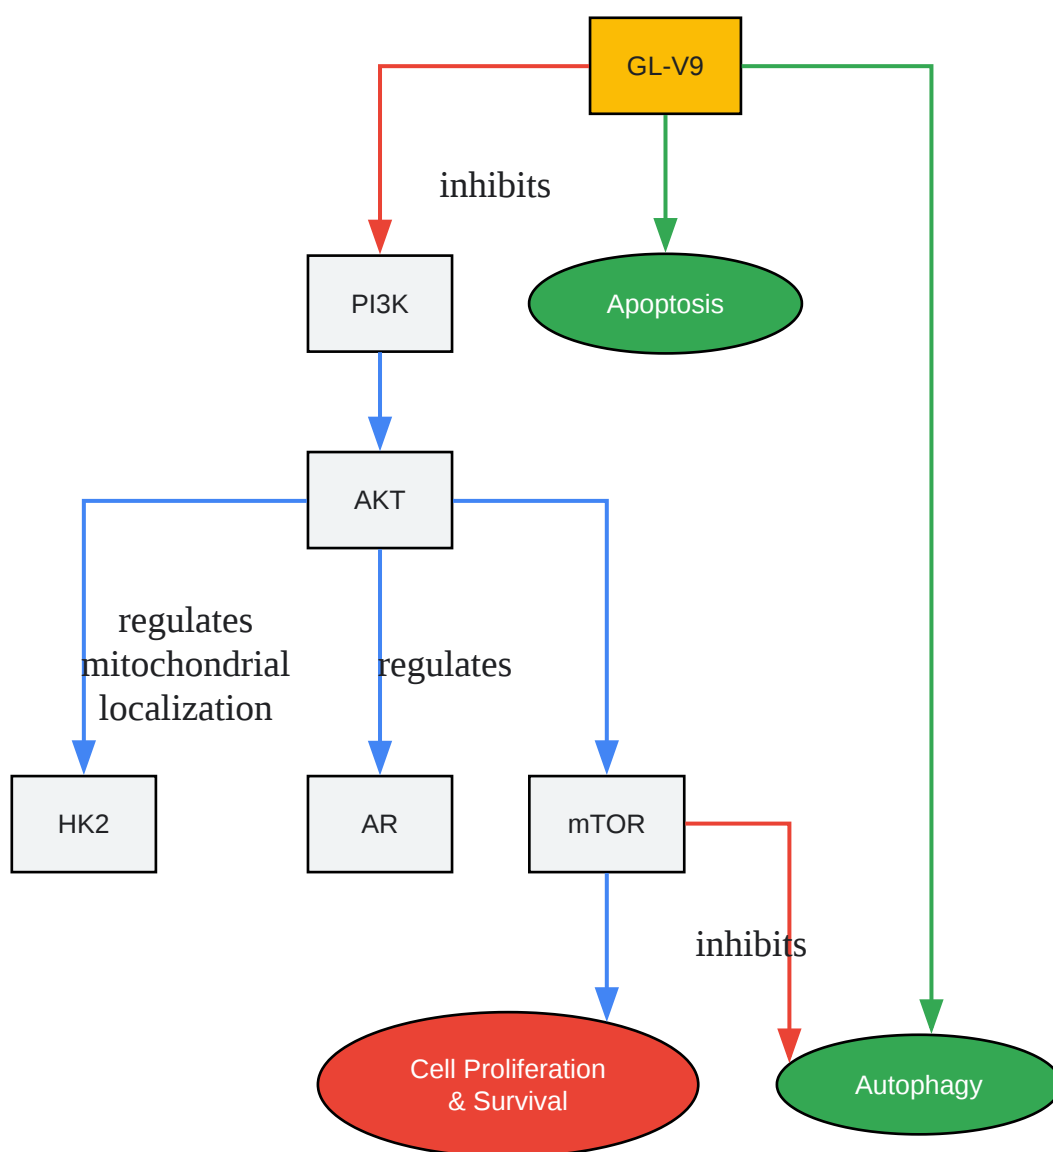 GL-V9
inhibits
PI3K
Apoptosis
AKT
regulates
mitochondrial
localization
regulates
HK2
AR
mTOR
inhibits
Cell Proliferation
& Survival
Autophagy